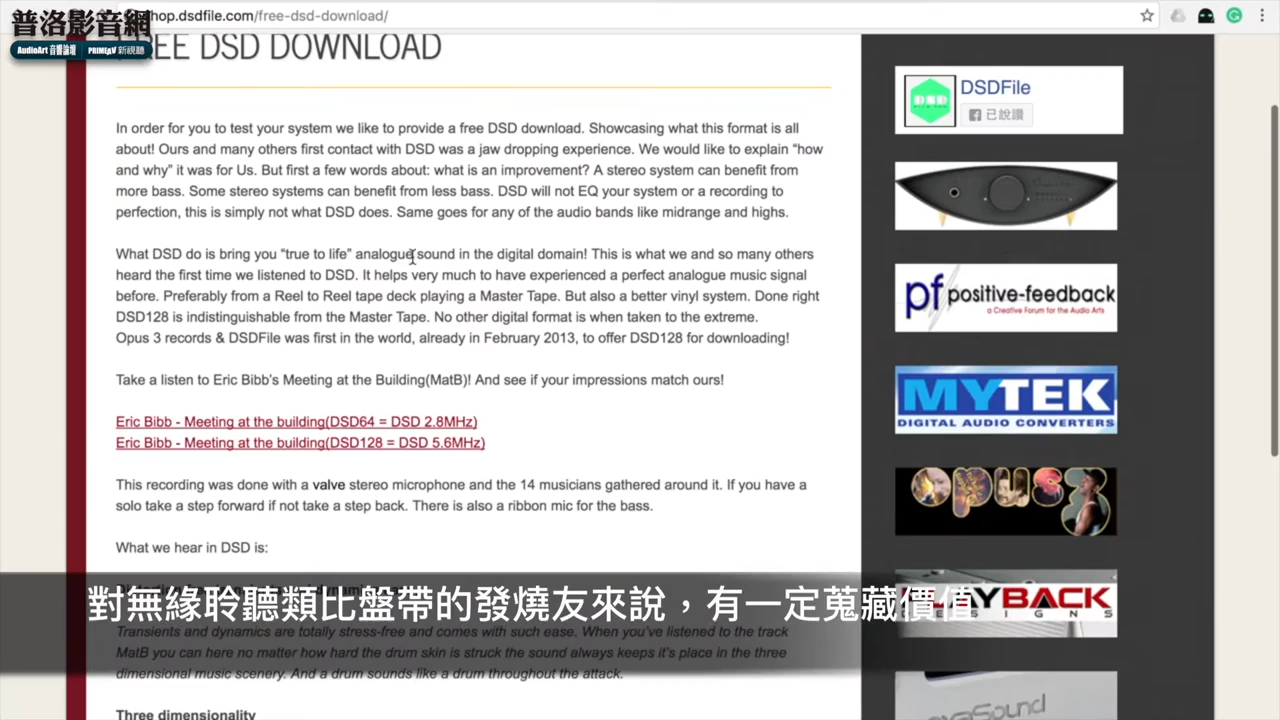 普洛影音網
AudioArt 音響論壇 PRIMEAV 新視聽
hop.dsdfile.com/free-dsd-download/
FREE DSD DOWNLOAD
In order for you to test your system we like to provide a free DSD download. Showcasing what this format is all
about! Ours and many others first contact with DSD was a jaw dropping experience. We would like to explain “how
and why” it was for Us. But first a few words about: what is an improvement? A stereo system can benefit from
more bass. Some stereo systems can benefit from less bass. DSD will not EQ your system or a recording to
perfection, this is simply not what DSD does. Same goes for any of the audio bands like midrange and highs.
What DSD do is bring you “true to life” analogue sound in the digital domain! This is what we and so many others
heard the first time we listened to DSD. It helps very much to have experienced a perfect analogue music signal
before. Preferably from a Reel to Reel tape deck playing a Master Tape. But also a better vinyl system. Done right
DSD128 is indistinguishable from the Master Tape. No other digital format is when taken to the extreme.
Opus 3 records & DSDFile was first in the world, already in February 2013, to offer DSD128 for downloading!
Take a listen to Eric Bibb’s Meeting at the Building(MatB)! And see if your impressions match ours!
Eric Bibb - Meeting at the building(DSD64 = DSD 2.8MHz)
Eric Bibb - Meeting at the building(DSD128 = DSD 5.6MHz)
This recording was done with a valve stereo microphone and the 14 musicians gathered around it. If you have a
solo take a step forward if not take a step back. There is also a ribbon mic for the bass.
What we hear in DSD is:
對無緣聆聽類比盤帶的發燒友來說，有一定蒐藏價值
Transients and dynamics are totally stress-free and comes with such ease. When you’ve listened to the track
MatB you can here no matter how hard the drum skin is struck the sound always keeps it’s place in the three
dimensional music scenery. And a drum sounds like a drum throughout the attack.
Three dimensionality
DSD
DSDFile
已說讚
pf positive-feedback
a Creative Forum for the Audio Arts
MYTEK
DIGITAL AUDIO CONVERTERS
opus3
YBACK
SIGNS